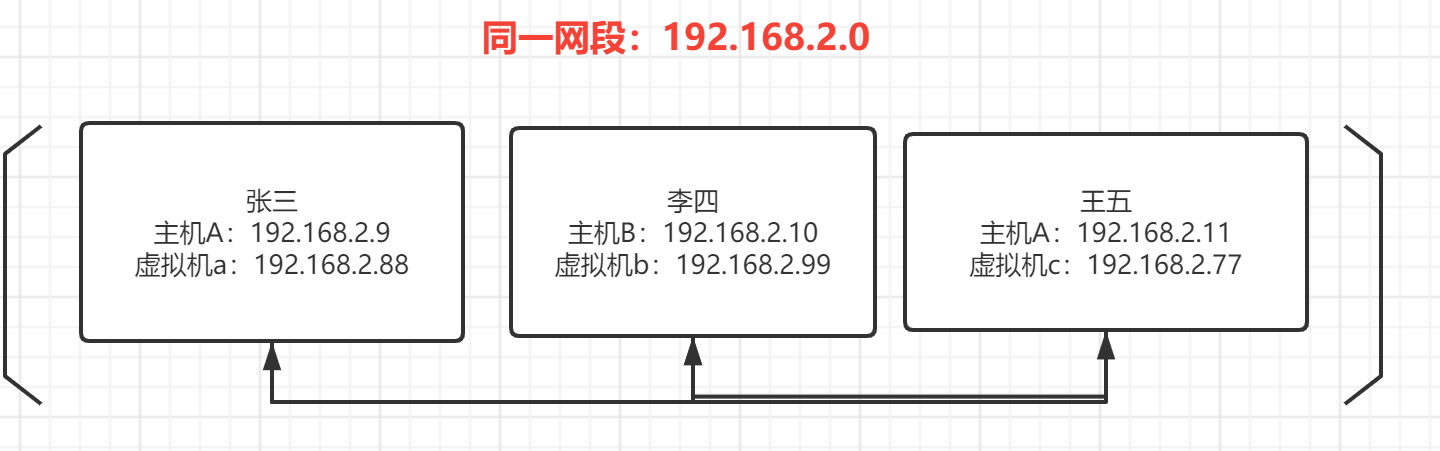 同一网段：192.168.2.0
张三
主机A：192.168.2.9
虚拟机a：192.168.2.88
李四
主机B：192.168.2.10
虚拟机b：192.168.2.99
王五
主机A：192.168.2.11
虚拟机c：192.168.2.77